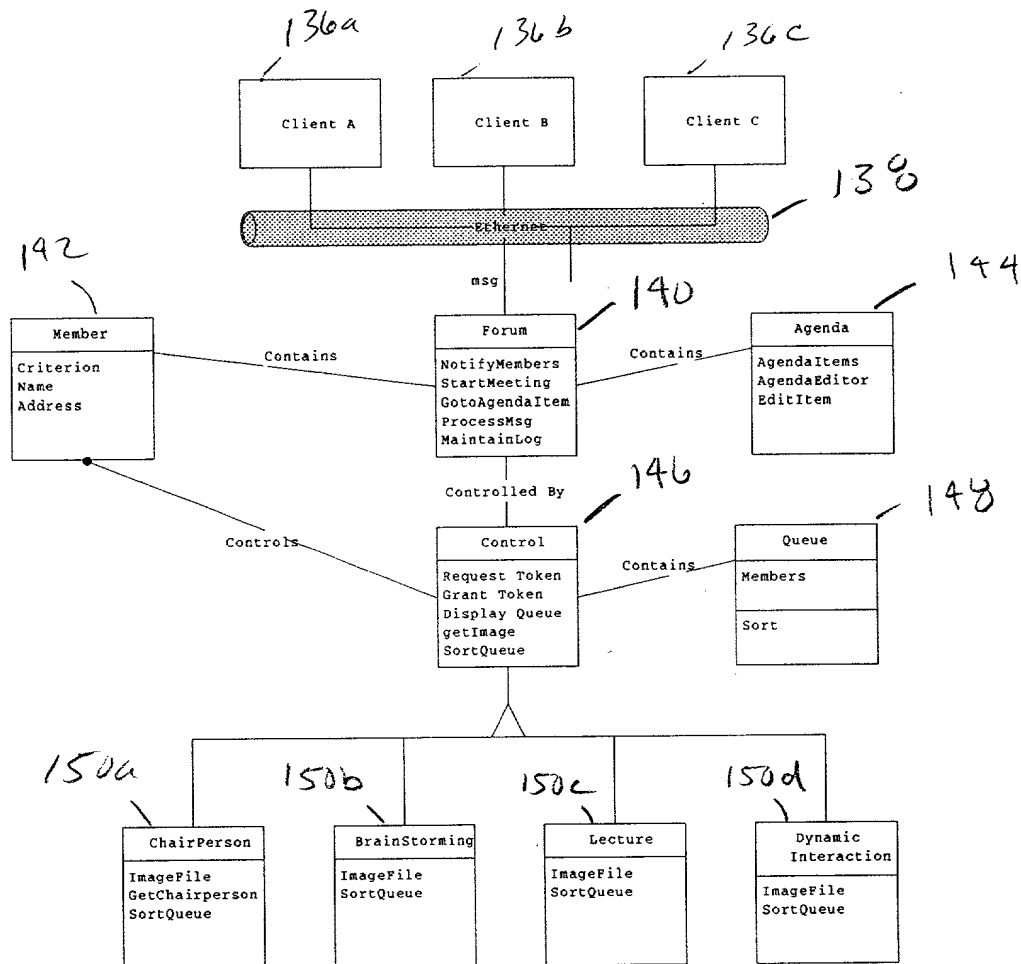 136a
136b
136c
Client A
Client B
Client C
138
Ethernet
142
msg
140
144
Member
Criterion
Name
Address
Contains
Forum
NotifyMembers
StartMeeting
GotoAgendaItem
ProcessMsg
MaintainLog
Contains
Agenda
AgendaItems
AgendaEditor
EditItem
Controlled By
146
148
Controls
Control
Request Token
Grant Token
Display Queue
getImage
SortQueue
Contains
Queue
Members
Sort
150a
150b
150c
150d
ChairPerson
ImageFile
GetChairperson
SortQueue
BrainStorming
ImageFile
SortQueue
Lecture
ImageFile
SortQueue
Dynamic
Interaction
ImageFile
SortQueue